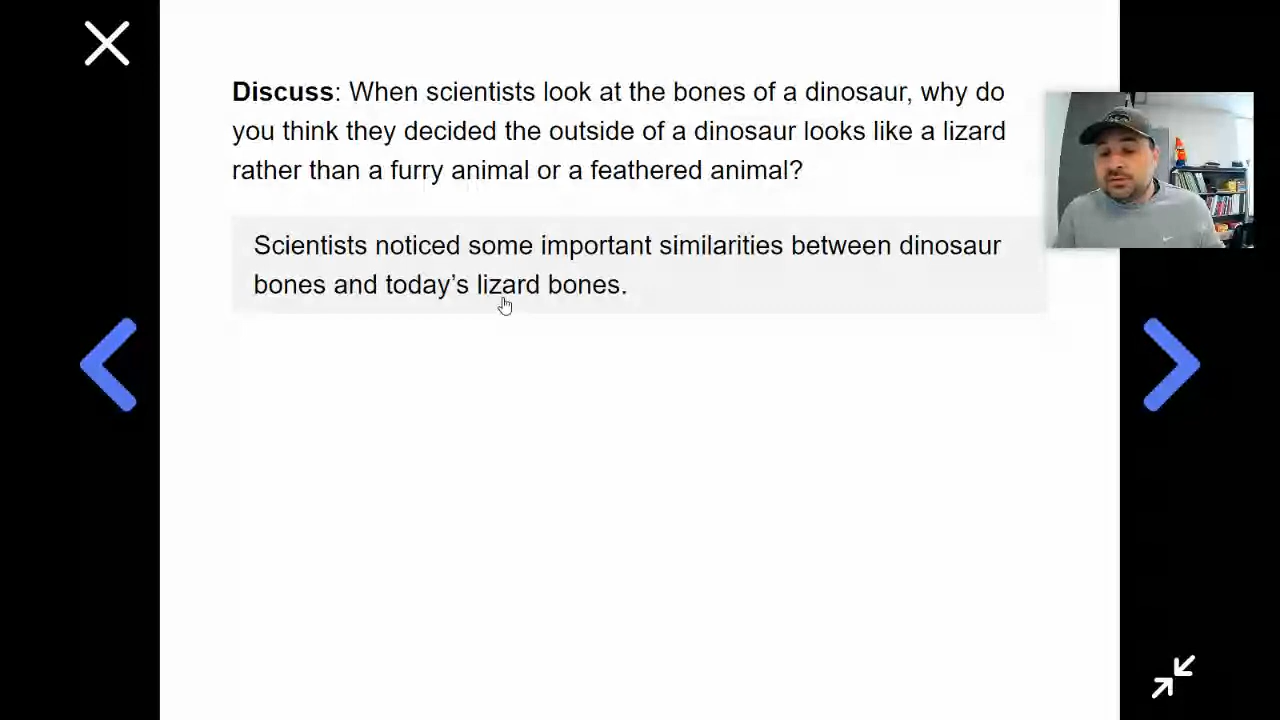 Discuss: When scientists look at the bones of a dinosaur, why do
you think they decided the outside of a dinosaur looks like a lizard
rather than a furry animal or a feathered animal?
Scientists noticed some important similarities between dinosaur
bones and today’s lizard bones.